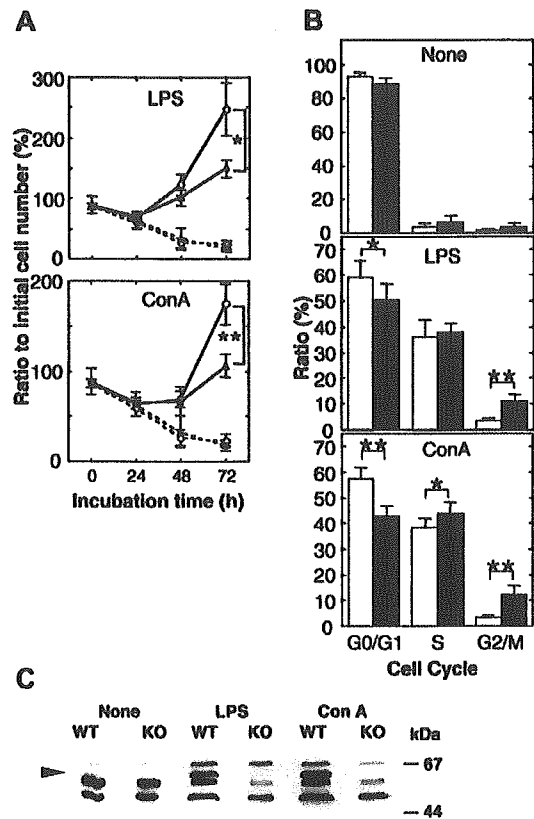 A
LPS
300
250
200
150
100
50
0
*
ConA
200
100
0
**
0 24 48 72
Incubation time (h)
Ratio to initial cell number (%)
B
None
100
80
60
40
20
0
LPS
70
60
50
40
30
20
10
0
*
**
ConA
70
60
50
40
30
20
10
0
**
*
**
G0/G1 S G2/M
Cell Cycle
Ratio (%)
C
None LPS Con A
WT KO WT KO WT KO kDa
— 67
— 44